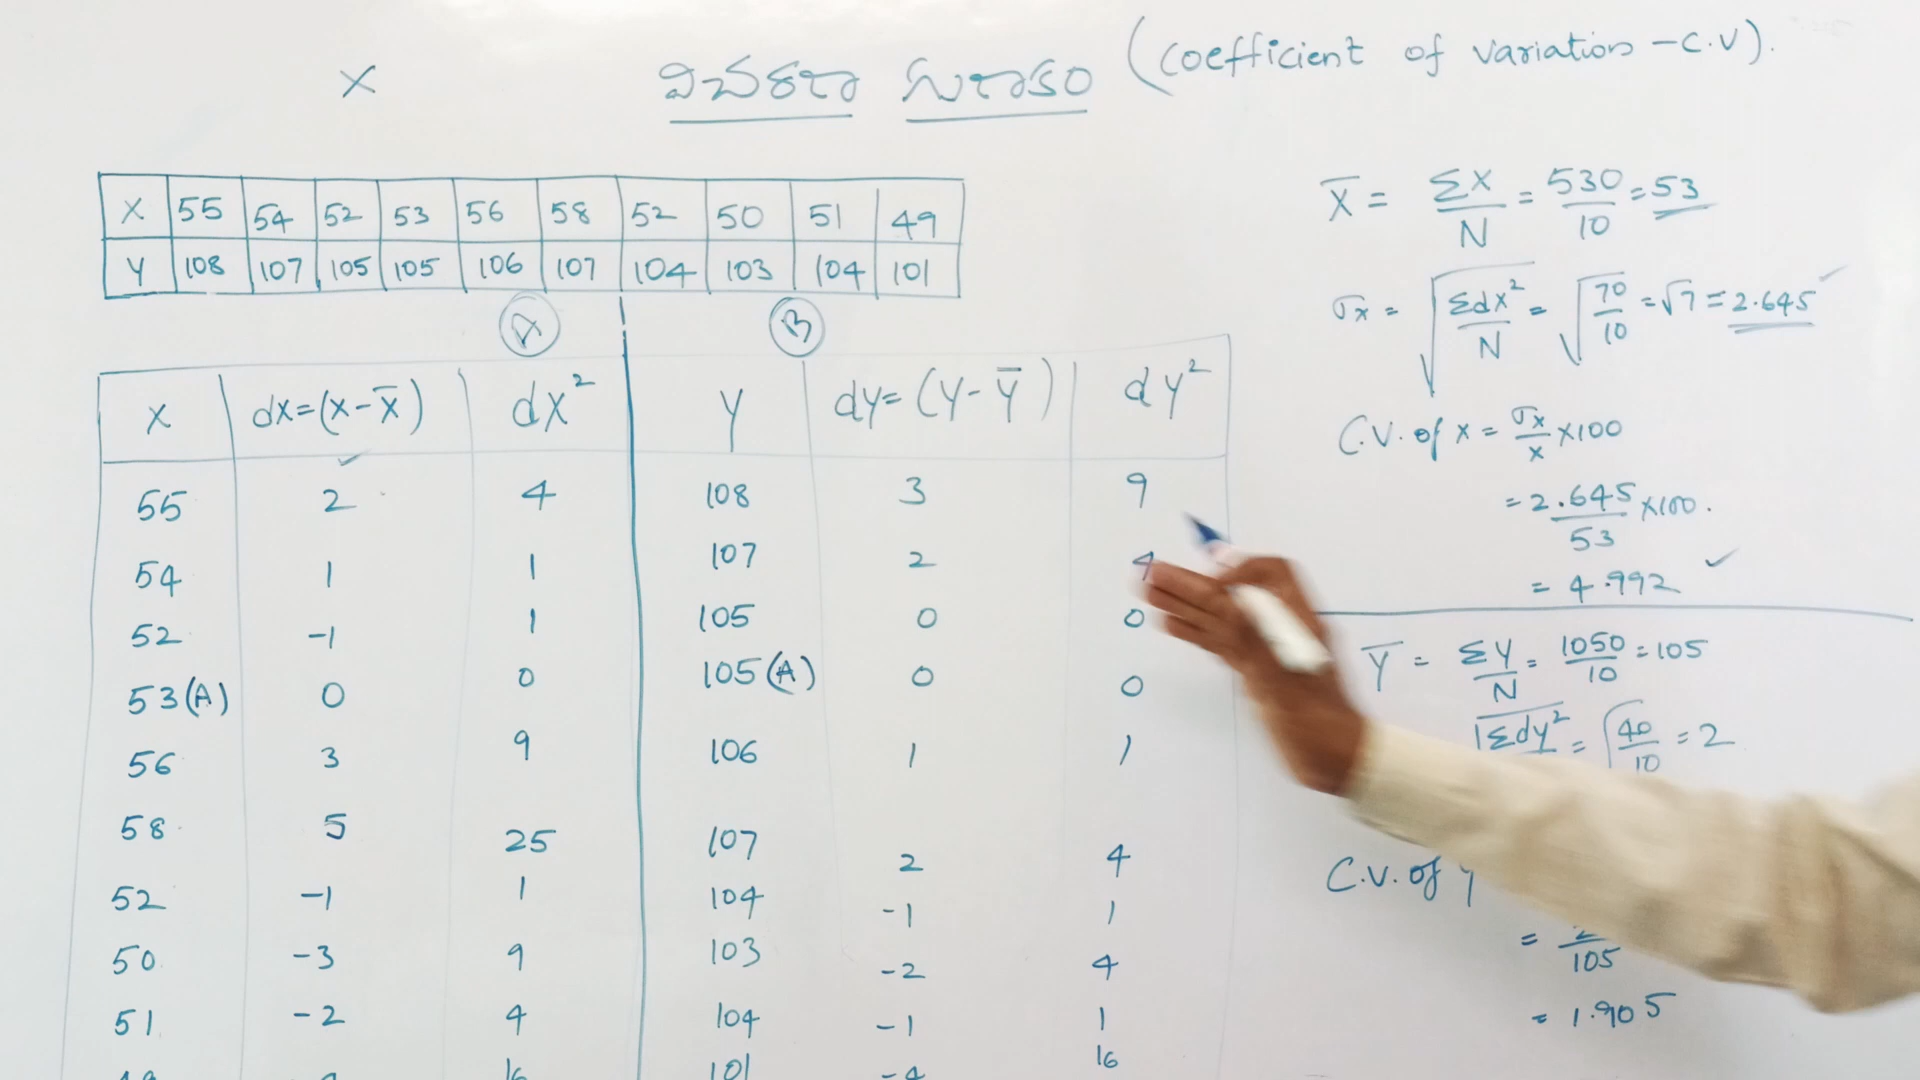 X విచరణా గుణకం (coefficient of variation - C.V).
X 55 54 52 53 56 58 52 50 51 49
Y 108 107 105 105 106 107 104 103 104 101
A B
X dx=(x-x̄) dx² Y dy=(y-ȳ) dy²
55 2 4 108 3 9
54 1 1 107 2 4
52 -1 1 105 0 0
53(A) 0 0 105(A) 0 0
56 3 9 106 1 1
58 5 25 107 2 4
52 -1 1 104 -1 1
50 -3 9 103 -2 4
51 -2 4 104 -1 1
16 101 -4 16
X̄ = ΣX/N = 530/10 = 53
σx = √Σdx²/N = √70/10 = √7 = 2.645
C.V. of x = σx/x ×100
= 2.645/53 ×100.
= 4.992
Ȳ = ΣY/N = 1050/10 = 105
√Σdy² = √40/10 = 2
C.V. of Y
= 2/105
= 1.905